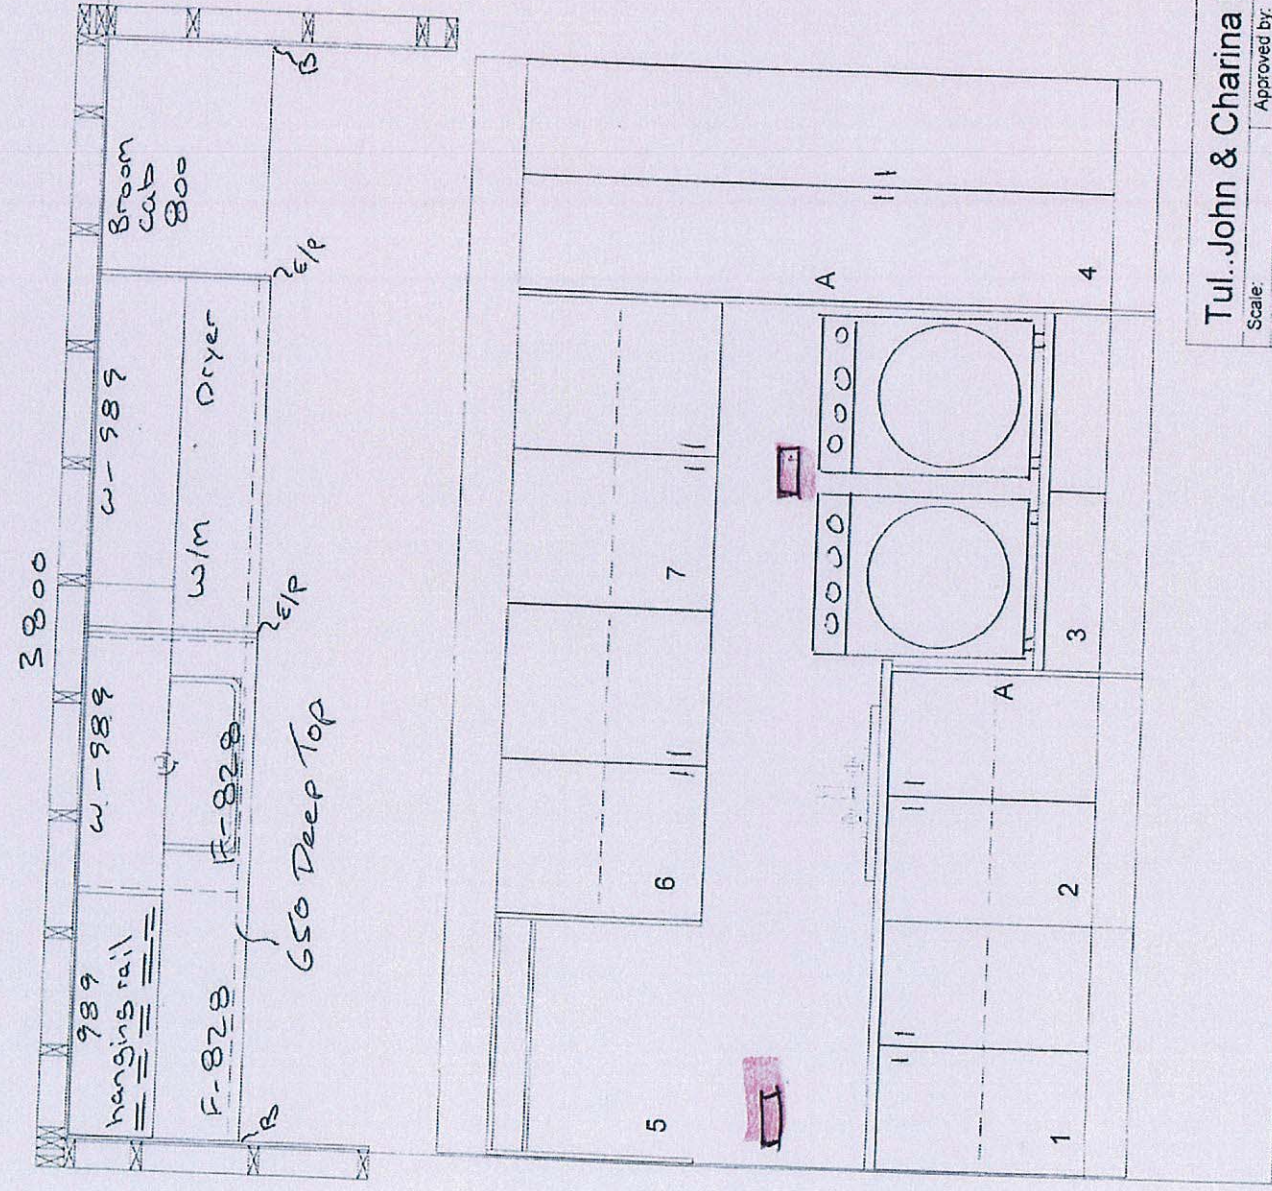 3800
989
hanging rail
W-989
W-989
Broom
Cab
800
F-828
F-828
W/M
Dryer
B
E/P
E/P
B
650 Deep Top
5
6
7
A
4
1
2
A
3
Tul..John & Charina
Scale:
Approved by: